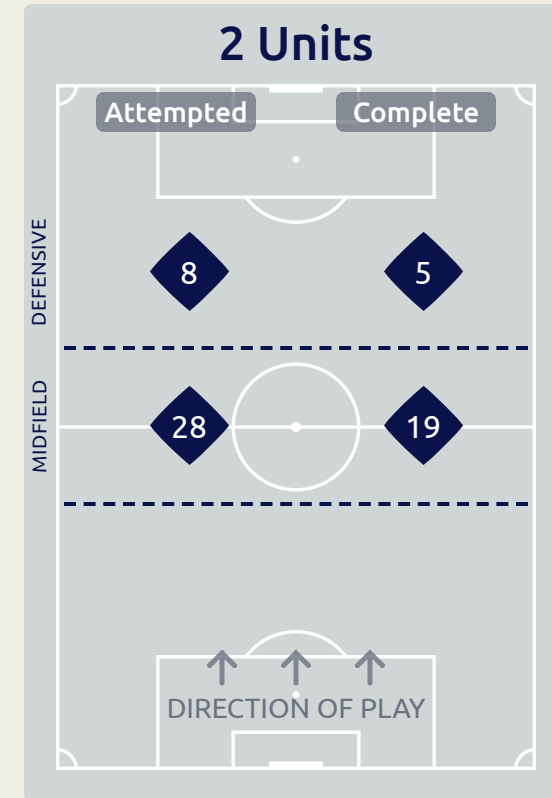 2 Units
Attempted
Complete
DEFENSIVE
8
5
MIDFIELD
28
19
DIRECTION OF PLAY